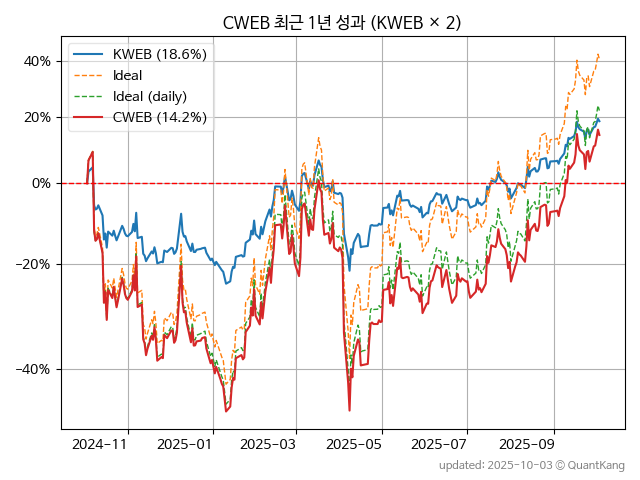 CWEB 최근 1년 성과 (KWEB × 2)
KWEB (18.6%)
Ideal
Ideal (daily)
CWEB (14.2%)
40%
20%
0%
−20%
−40%
2024-11
2025-01
2025-03
2025-05
2025-07
2025-09
updated: 2025-10-03 © QuantKang